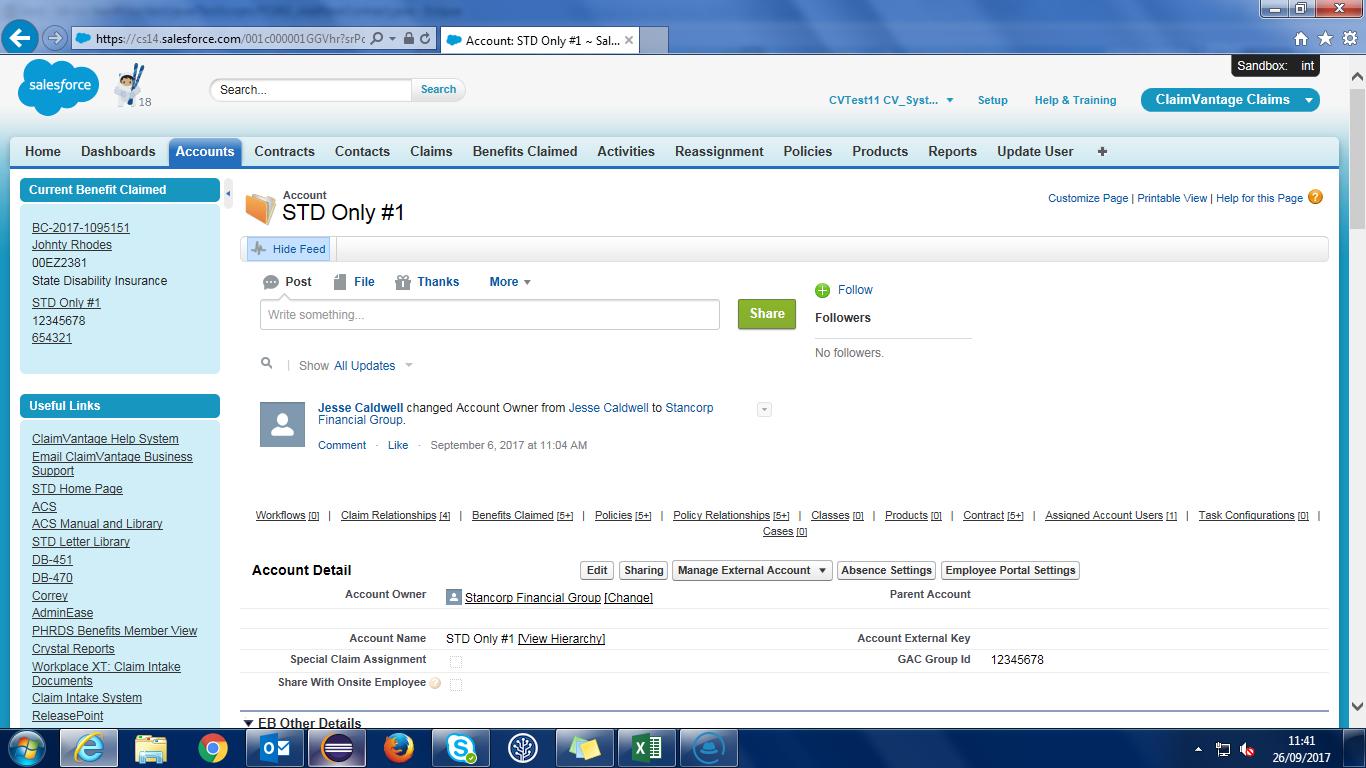 https://cs14.salesforce.com/001c000001GGVhr?srPc
Account: STD Only #1 ~ Sal...
salesforce
18
Search...
Search
Sandbox: int
CVTest11 CV_Syst...
Setup
Help & Training
ClaimVantage Claims
Home Dashboards Accounts Contracts Contacts Claims Benefits Claimed Activities Reassignment Policies Products Reports Update User +
Current Benefit Claimed
BC-2017-1095151
Johnty Rhodes
00EZ2381
State Disability Insurance
STD Only #1
12345678
654321
Useful Links
ClaimVantage Help System
Email ClaimVantage Business
Support
STD Home Page
ACS
ACS Manual and Library
STD Letter Library
DB-451
DB-470
Correy
AdminEase
PHRDS Benefits Member View
Crystal Reports
Workplace XT: Claim Intake
Documents
Claim Intake System
ReleasePoint
Account
STD Only #1
Customize Page | Printable View | Help for this Page ?
Hide Feed
Post File Thanks More
Write something...
Share
Follow
Followers
No followers.
Show All Updates
Jesse Caldwell changed Account Owner from Jesse Caldwell to Stancorp
Financial Group.
Comment · Like · September 6, 2017 at 11:04 AM
Workflows [0] | Claim Relationships [4] | Benefits Claimed [5+] | Policies [5+] | Policy Relationships [5+] | Classes [0] | Products [0] | Contract [5+] | Assigned Account Users [1] | Task Configurations [0] |
Cases [0]
Account Detail
Edit Sharing Manage External Account Absence Settings Employee Portal Settings
Account Owner Stancorp Financial Group [Change] Parent Account
Account Name STD Only #1 [View Hierarchy] Account External Key
Special Claim Assignment GAC Group Id 12345678
Share With Onsite Employee ?
EB Other Details
11:41
26/09/2017